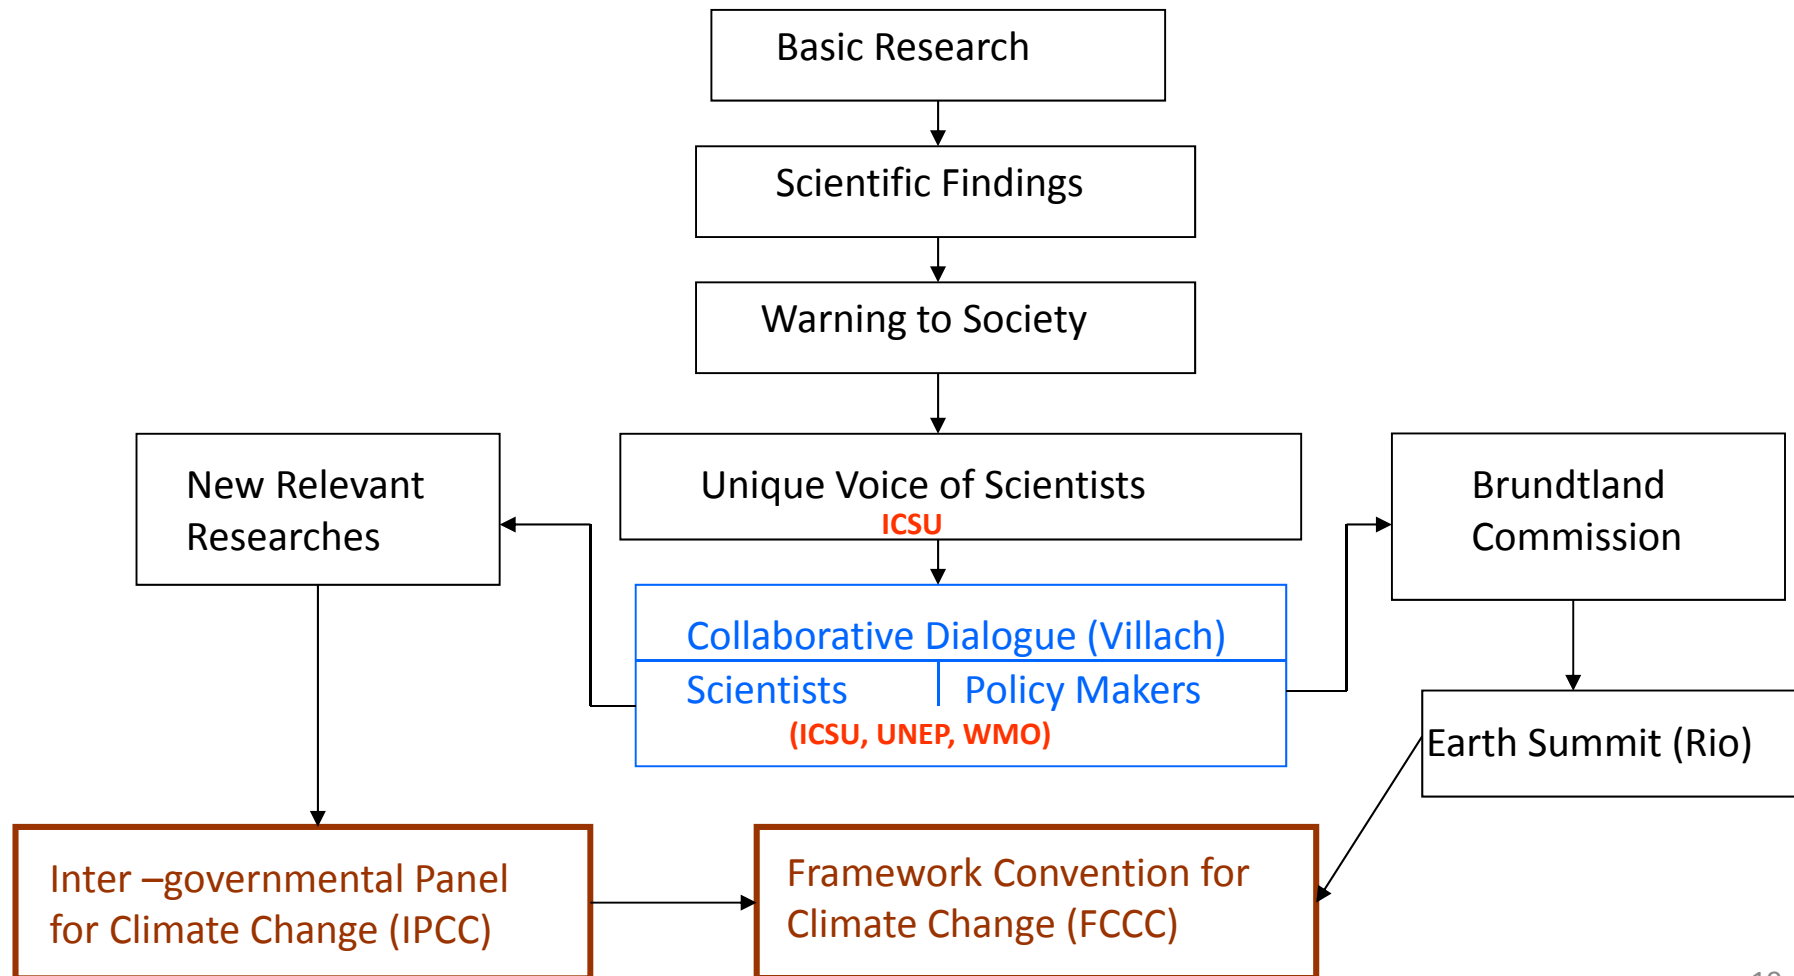 Basic Research
Scientific Findings
Warning to Society
Unique Voice of Scientists
ICSU
New Relevant
Researches
Brundtland
Commission
Collaborative Dialogue (Villach)
Scientists
Policy Makers
(ICSU, UNEP, WMO)
Earth Summit (Rio)
Inter –governmental Panel
for Climate Change (IPCC)
Framework Convention for
Climate Change (FCCC)